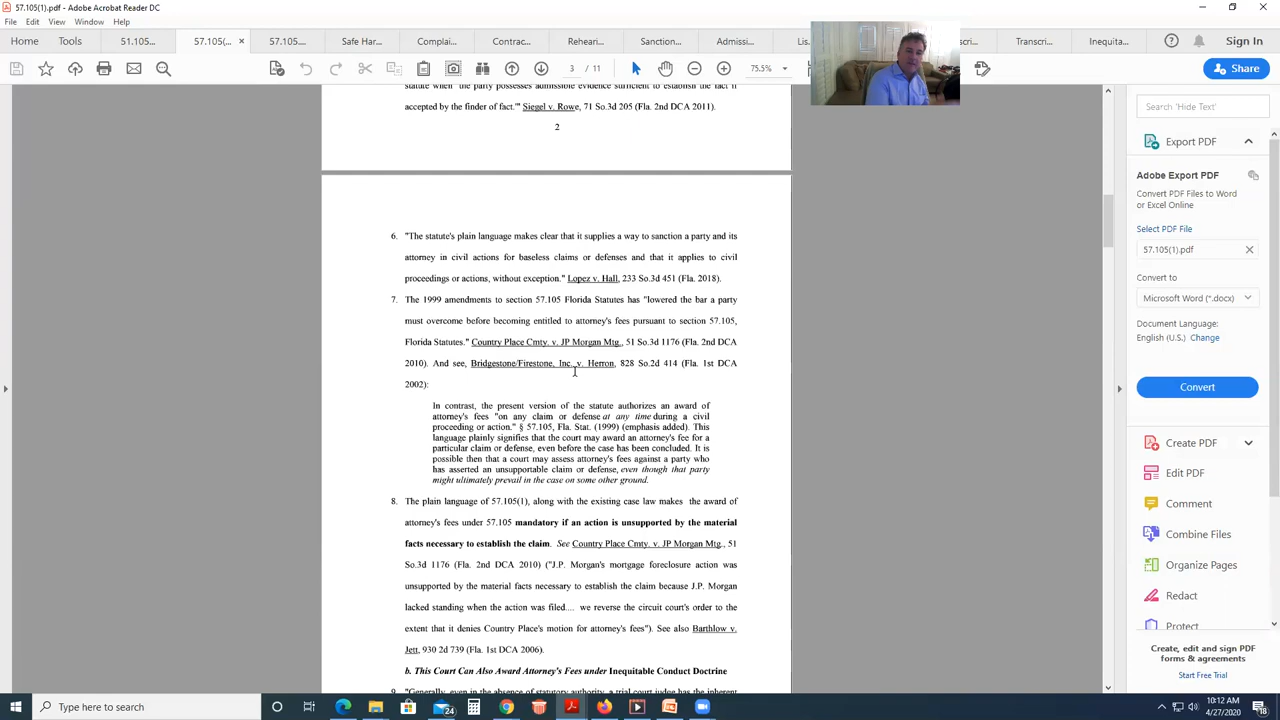 57.105(1).pdf - Adobe Acrobat Reader DC
File Edit View Window Help
Home Tools 51.105... 57.105(... × 57.105... Safe Har... List... Transcri... Transcri... Inequita... Sign In
3 / 11 75.5% Share
statute when the party possesses admissible evidence sufficient to establish the fact if
accepted by the finder of fact.'" Siegel v. Rowe, 71 So.3d 205 (Fla. 2nd DCA 2011).
2
6. "The statute's plain language makes clear that it supplies a way to sanction a party and its
attorney in civil actions for baseless claims or defenses and that it applies to civil
proceedings or actions, without exception." Lopez v. Hall, 233 So.3d 451 (Fla. 2018).
7. The 1999 amendments to section 57.105 Florida Statutes has "lowered the bar a party
must overcome before becoming entitled to attorney's fees pursuant to section 57.105,
Florida Statutes." Country Place Cmty. v. JP Morgan Mtg., 51 So.3d 1176 (Fla. 2nd DCA
2010). And see, Bridgestone/Firestone, Inc. v. Herron, 828 So.2d 414 (Fla. 1st DCA
2002):
In contrast, the present version of the statute authorizes an award of
attorney's fees "on any claim or defense at any time during a civil
proceeding or action." § 57.105, Fla. Stat. (1999) (emphasis added). This
language plainly signifies that the court may award an attorney's fee for a
particular claim or defense, even before the case has been concluded. It is
possible then that a court may assess attorney's fees against a party who
has asserted an unsupportable claim or defense, even though that party
might ultimately prevail in the case on some other ground.
8. The plain language of 57.105(1), along with the existing case law makes the award of
attorney's fees under 57.105 mandatory if an action is unsupported by the material
facts necessary to establish the claim. See Country Place Cmty. v. JP Morgan Mtg., 51
So.3d 1176 (Fla. 2nd DCA 2010) ("J.P. Morgan's mortgage foreclosure action was
unsupported by the material facts necessary to establish the claim because J.P. Morgan
lacked standing when the action was filed.... we reverse the circuit court's order to the
extent that it denies Country Place's motion for attorney's fees"). See also Barthlow v.
Jett, 930 2d 739 (Fla. 1st DCA 2006).
b. This Court Can Also Award Attorney's Fees under Inequitable Conduct Doctrine
9. "Generally, even in the absence of statutory authority, a trial court judge has the inherent
Search 'Hide Text'
Export PDF
Adobe Export PDF
Convert PDF Files to Word
or Excel Online
Select PDF File
57.105(1).pdf
Convert to
Microsoft Word (*.docx)
Document Language:
English (U.S.) Change
Convert
Create PDF
Edit PDF
Comment
Combine Files
Organize Pages
Redact
Protect
Create, edit and sign PDF
forms & agreements
Start Free Trial
Type here to search
24
10:12 AM
4/27/2020
18